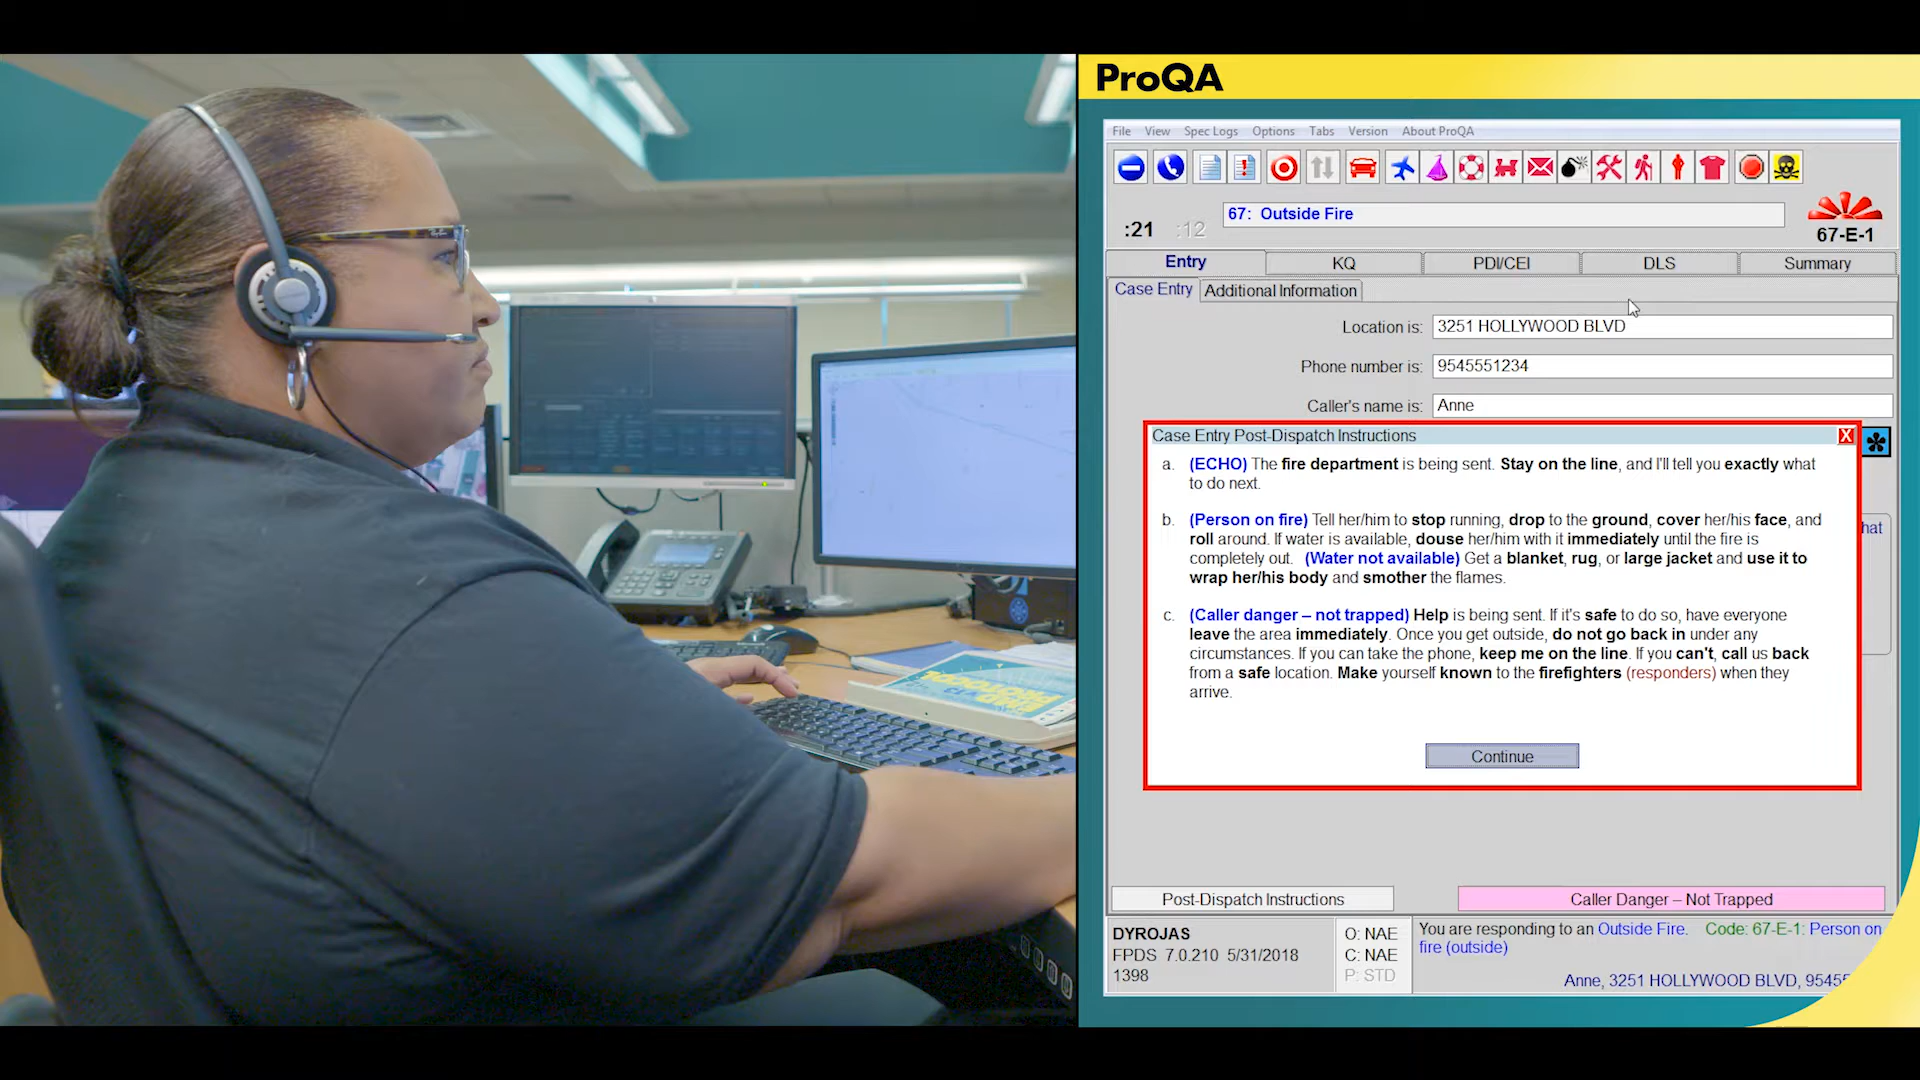 ProQA
File View Spec Logs Options Tabs Version About ProQA
:21 :12
67: Outside Fire
67-E-1
Entry KQ PDI/CEI DLS Summary
Case Entry Additional Information
Location is: 3251 HOLLYWOOD BLVD
Phone number is: 9545551234
Caller's name is: Anne
Case Entry Post-Dispatch Instructions X
a. (ECHO) The fire department is being sent. Stay on the line, and I'll tell you exactly what
to do next.
b. (Person on fire) Tell her/him to stop running, drop to the ground, cover her/his face, and
roll around. If water is available, douse her/him with it immediately until the fire is
completely out. (Water not available) Get a blanket, rug, or large jacket and use it to
wrap her/his body and smother the flames.
c. (Caller danger – not trapped) Help is being sent. If it's safe to do so, have everyone
leave the area immediately. Once you get outside, do not go back in under any
circumstances. If you can take the phone, keep me on the line. If you can't, call us back
from a safe location. Make yourself known to the firefighters (responders) when they
arrive.
hat
Continue
Post-Dispatch Instructions Caller Danger – Not Trapped
DYROJAS
FPDS 7.0.210 5/31/2018
1398
O: NAE
C: NAE
P: STD
You are responding to an Outside Fire. Code: 67-E-1: Person on
fire (outside)
Anne, 3251 HOLLYWOOD BLVD, 9545